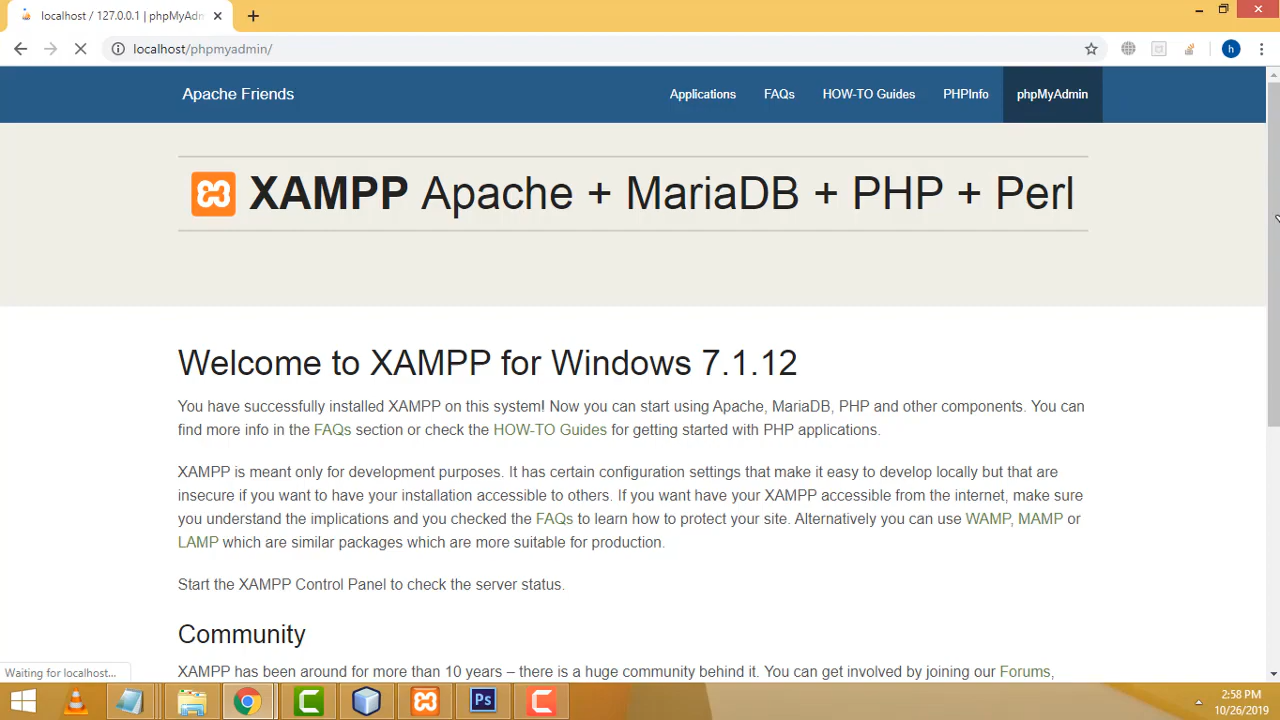 localhost / 127.0.0.1 | phpMyAdm
localhost/phpmyadmin/
h
Apache Friends
Applications
FAQs
HOW-TO Guides
PHPInfo
phpMyAdmin
XAMPP Apache + MariaDB + PHP + Perl
Welcome to XAMPP for Windows 7.1.12
You have successfully installed XAMPP on this system! Now you can start using Apache, MariaDB, PHP and other components. You can
find more info in the FAQs section or check the HOW-TO Guides for getting started with PHP applications.
XAMPP is meant only for development purposes. It has certain configuration settings that make it easy to develop locally but that are
insecure if you want to have your installation accessible to others. If you want have your XAMPP accessible from the internet, make sure
you understand the implications and you checked the FAQs to learn how to protect your site. Alternatively you can use WAMP, MAMP or
LAMP which are similar packages which are more suitable for production.
Start the XAMPP Control Panel to check the server status.
Community
XAMPP has been around for more than 10 years – there is a huge community behind it. You can get involved by joining our Forums,
Waiting for localhost...
Ps
2:58 PM
10/26/2019